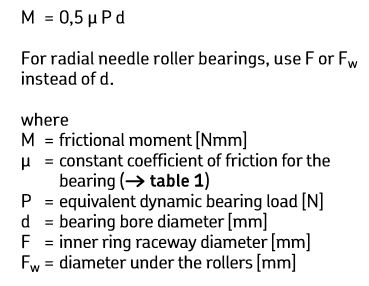 M = 0,5 μ P d
For radial needle roller bearings, use F or Fw
instead of d.
where
M = frictional moment [Nmm]
μ = constant coefficient of friction for the
bearing (→ table 1)
P = equivalent dynamic bearing load [N]
d = bearing bore diameter [mm]
F = inner ring raceway diameter [mm]
Fw = diameter under the rollers [mm]